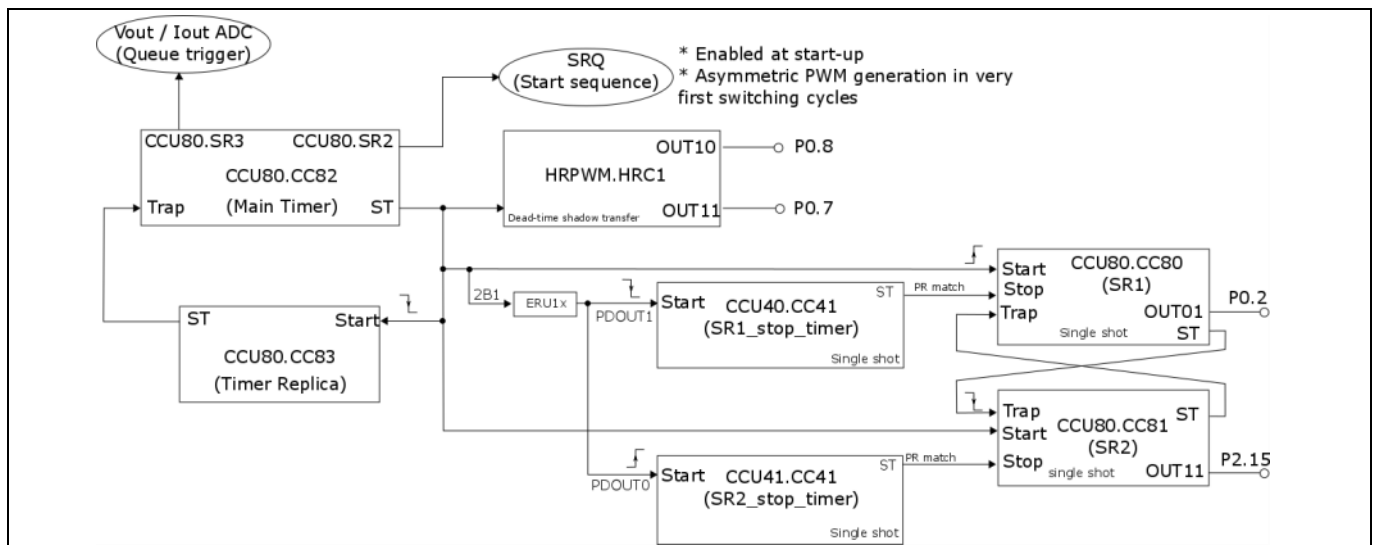 Vout / Iout ADC
(Queue trigger)
SRQ
(Start sequence)
* Enabled at start-up
* Asymmetric PWM generation in very
first switching cycles
CCU80.SR3 CCU80.SR2
CCU80.CC82
Trap (Main Timer) ST
OUT10
P0.8
HRPWM.HRC1
Dead-time shadow transfer
OUT11
P0.7
ST Start
CCU80.CC83
(Timer Replica)
2B1
ERU1x
PDOUT1
Start
ST
CCU40.CC41
(SR1_stop_timer)
Single shot
PR match
Start
Stop
Trap
CCU80.CC80
(SR1)
OUT01
Single shot
ST
P0.2
Trap
Start
Stop
ST
CCU80.CC81
(SR2)
single shot
OUT11
P2.15
PDOUT0
Start
ST
CCU41.CC41
(SR2_stop_timer)
Single shot
PR match